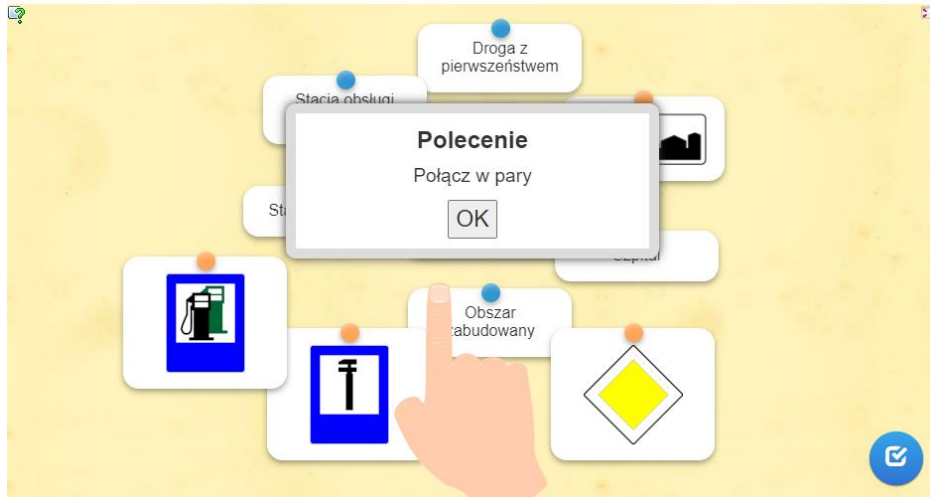 Droga z
pierwszeństwem
Stacja obsługi
Polecenie
Połącz w pary
OK
Obszar
zabudowany